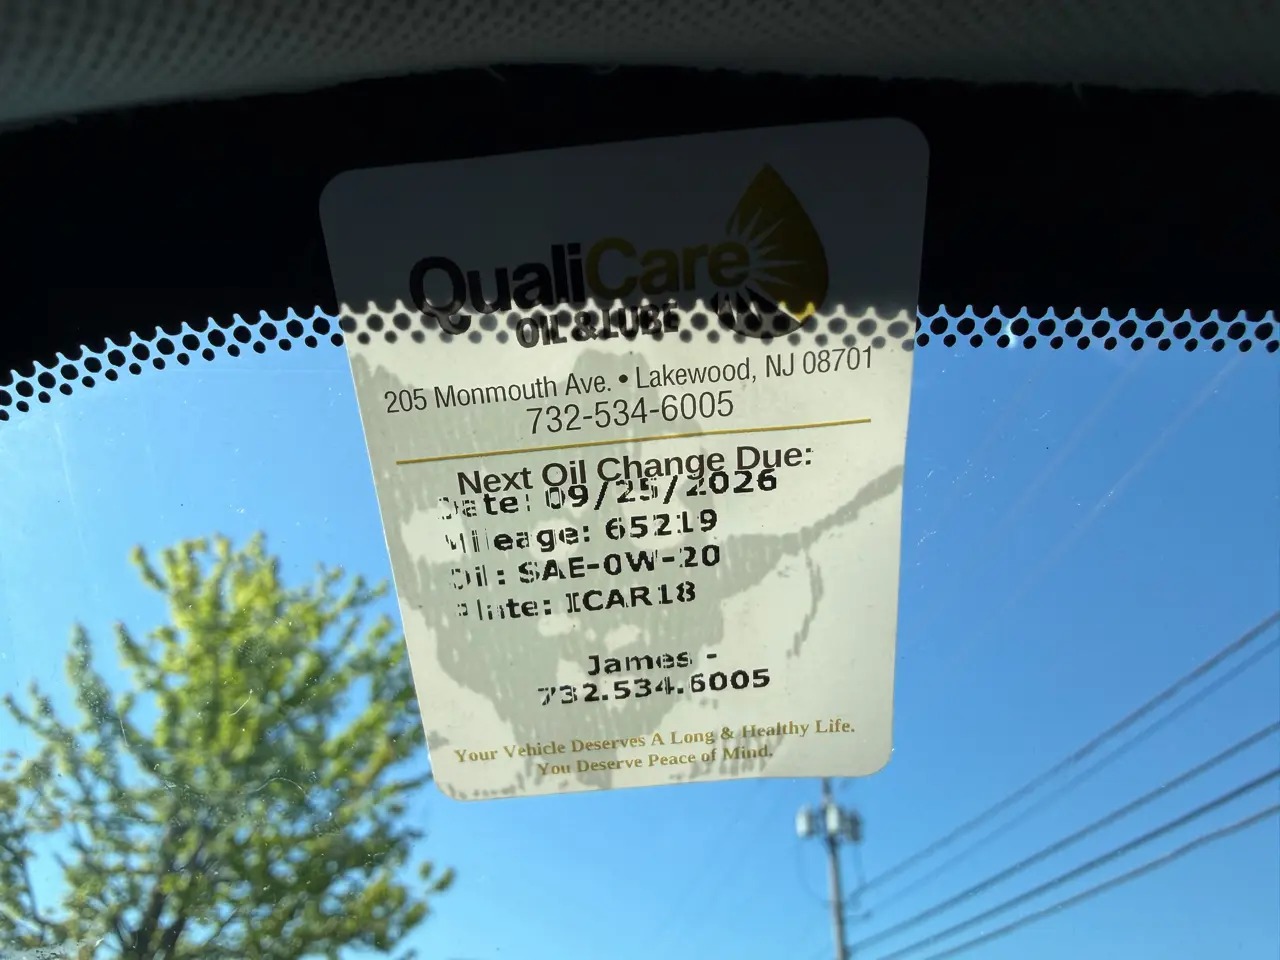 QualiCare
OIL & LUBE
205 Monmouth Ave. • Lakewood, NJ 08701
732-534-6005
Next Oil Change Due:
Date: 09/25/2026
Mileage: 65219
Oil: SAE-0W-20
Plate: ICAR18
James -
732.534.6005
Your Vehicle Deserves A Long & Healthy Life.
You Deserve Peace of Mind.